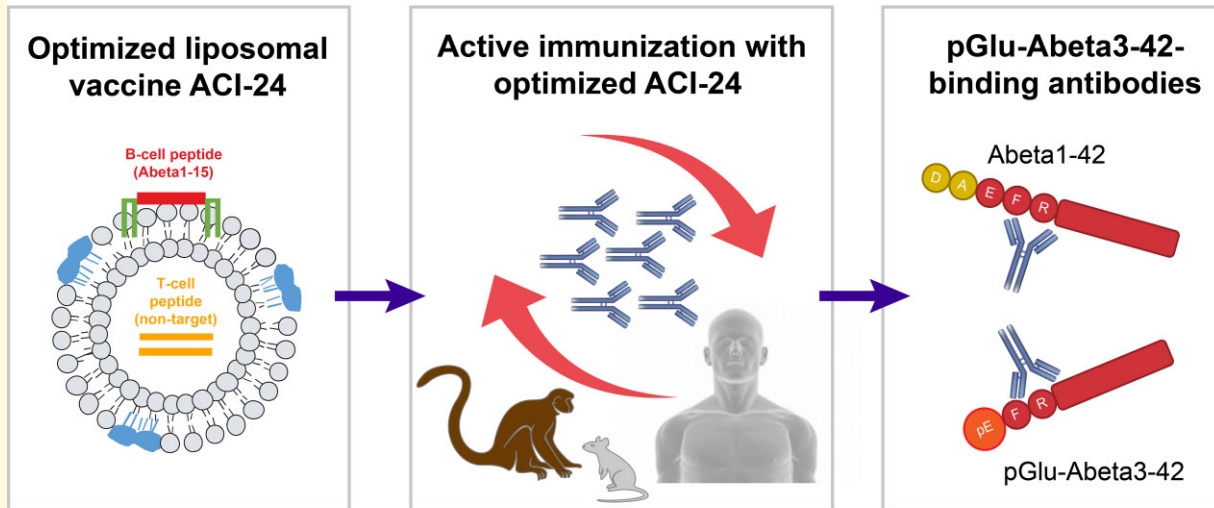 Optimized liposomal
vaccine ACI-24
B-cell peptide
(Abeta1-15)
T-cell
peptide
(non-target)
Active immunization with
optimized ACI-24
pGlu-Abeta3-42-
binding antibodies
Abeta1-42
D A E F R
pE F R
pGlu-Abeta3-42